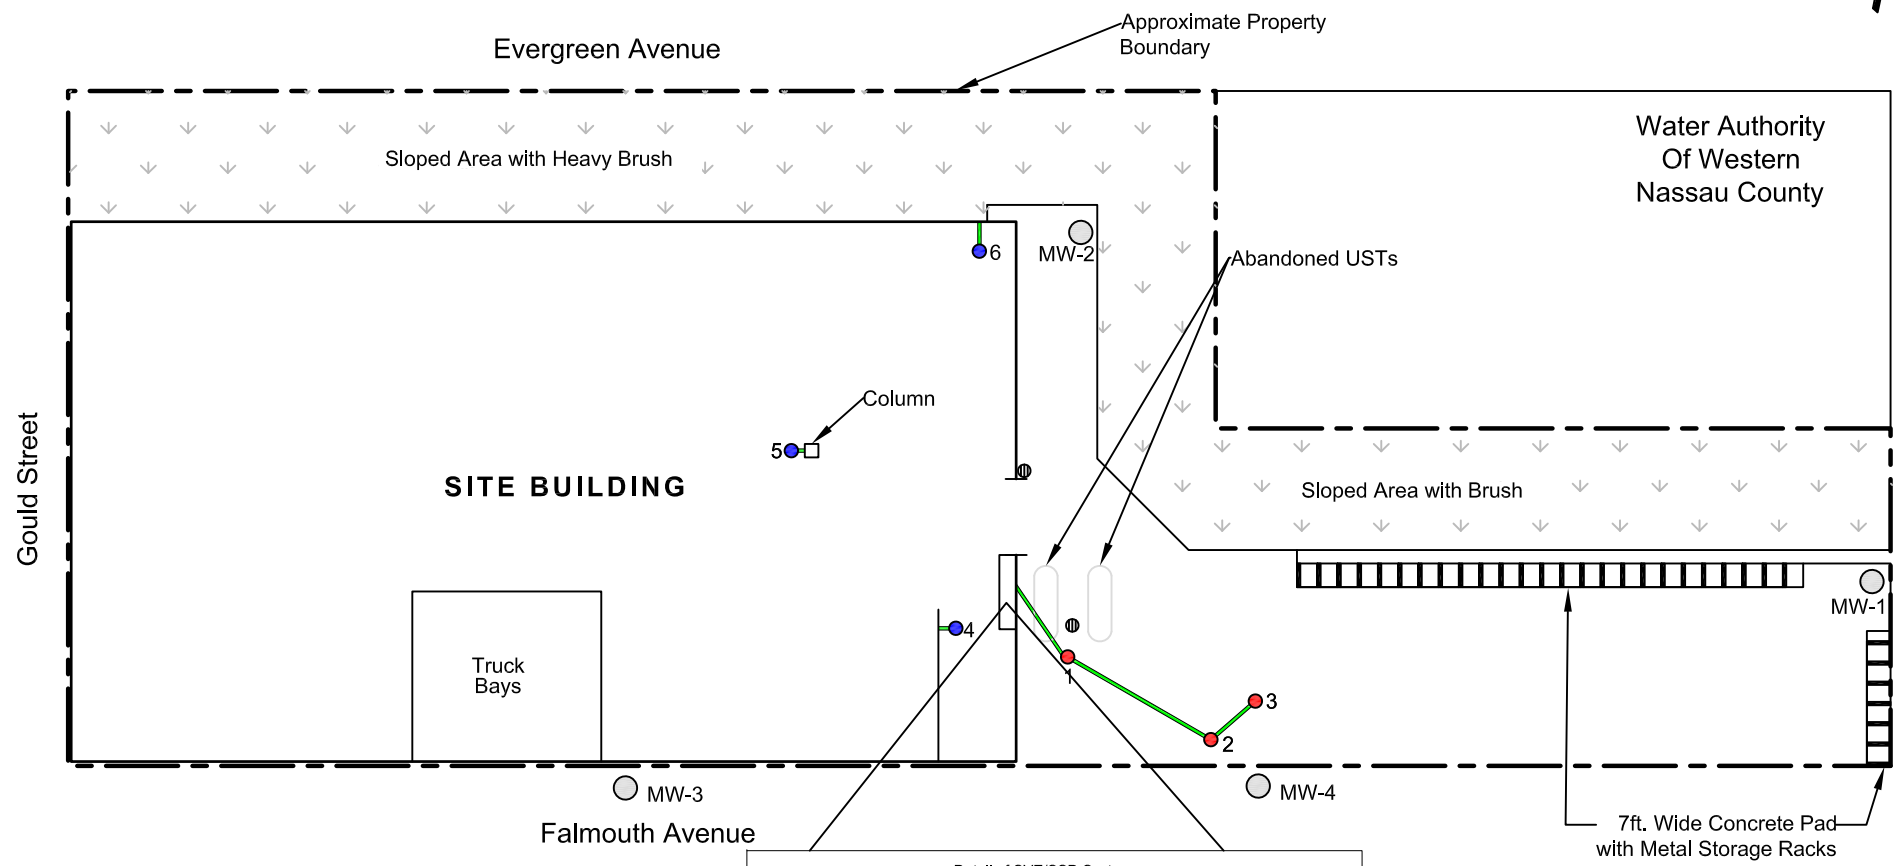 Approximate Property
Boundary
Evergreen Avenue
Water Authority
Of Western
Nassau County
Sloped Area with Heavy Brush
6
MW-2
Abandoned USTs
Column
5
Gould Street
SITE BUILDING
Sloped Area with Brush
MW-1
4
Truck
Bays
1
3
2
MW-3
MW-4
Falmouth Avenue
7ft. Wide Concrete Pad
with Metal Storage Racks